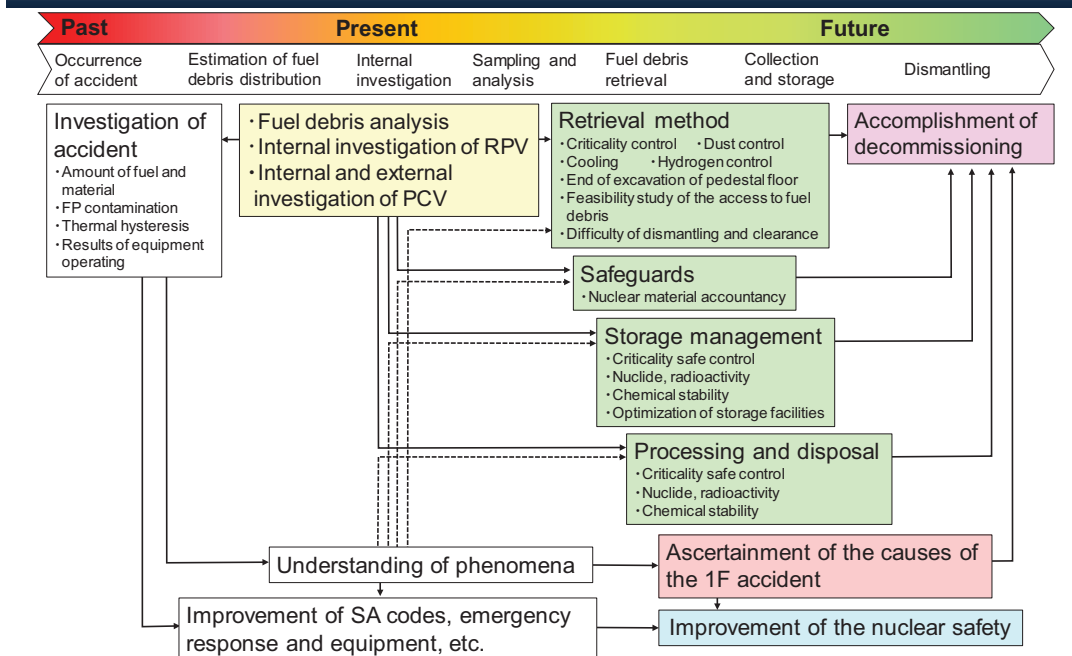 Past
Present
Future
Occurrence
of accident
Estimation of fuel
debris distribution
Internal
investigation
Sampling and
analysis
Fuel debris
retrieval
Collection
and storage
Dismantling
Investigation of
accident
・Amount of fuel and
material
・FP contamination
・Thermal hysteresis
・Results of equipment
operating
・Fuel debris analysis
・Internal investigation of RPV
・Internal and external
investigation of PCV
Retrieval method
・Criticality control ・Dust control
・Cooling ・Hydrogen control
・End of excavation of pedestal floor
・Feasibility study of the access to fuel
debris
・Difficulty of dismantling and clearance
Accomplishment of
decommissioning
Safeguards
・Nuclear material accountancy
Storage management
・Criticality safe control
・Nuclide, radioactivity
・Chemical stability
・Optimization of storage facilities
Processing and disposal
・Criticality safe control
・Nuclide, radioactivity
・Chemical stability
Understanding of phenomena
Ascertainment of the causes of
the 1F accident
Improvement of SA codes, emergency
response and equipment, etc.
Improvement of the nuclear safety